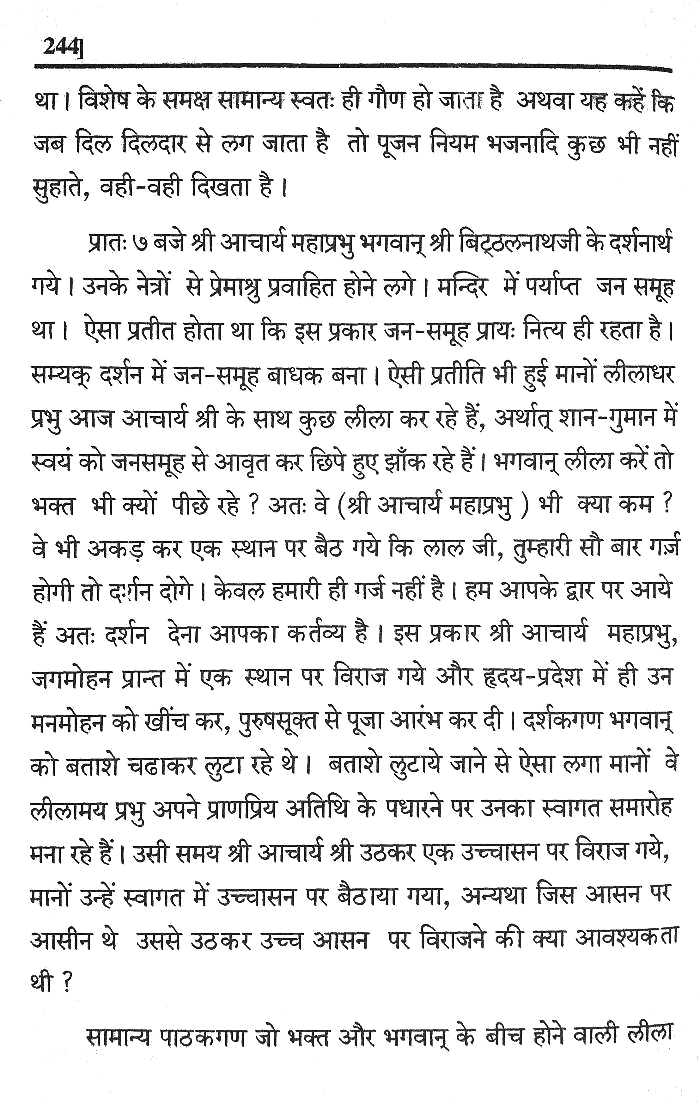 244]
था। विशेष के समक्ष सामान्य स्वतः ही गौण हो जाता है अथवा यह कहें कि
जब दिल दिलदार से लग जाता है तो पूजन नियम भजनादि कुछ भी नहीं
सुहाते, वही-वही दिखता है।
प्रातः ७ बजे श्री आचार्य महाप्रभु भगवान् श्री बिट्ठलनाथजी के दर्शनार्थ
गये। उनके नेत्रों से प्रेमाश्रु प्रवाहित होने लगे। मन्दिर में पर्याप्त जन समूह
था। ऐसा प्रतीत होता था कि इस प्रकार जन-समूह प्रायः नित्य ही रहता है।
सम्यक् दर्शन में जन-समूह बाधक बना। ऐसी प्रतीति भी हुई मानों लीलाधर
प्रभु आज आचार्य श्री के साथ कुछ लीला कर रहे हैं, अर्थात् शान-गुमान में
स्वयं को जनसमूह से आवृत कर छिपे हुए झाँक रहे हैं। भगवान् लीला करें तो
भक्त भी क्यों पीछे रहे ? अतः वे (श्री आचार्य महाप्रभु ) भी क्या कम ?
वे भी अकड़ कर एक स्थान पर बैठ गये कि लाल जी, तुम्हारी सौ बार गर्ज़
होगी तो दर्शन दोगे। केवल हमारी ही गर्ज नहीं है। हम आपके द्वार पर आये
हैं अतः दर्शन देना आपका कर्तव्य है। इस प्रकार श्री आचार्य महाप्रभु,
जगमोहन प्रान्त में एक स्थान पर विराज गये और हृदय-प्रदेश में ही उन
मनमोहन को खींच कर, पुरुषसूक्त से पूजा आरंभ कर दी। दर्शकगण भगवान्
को बताशे चढाकर लुटा रहे थे। बताशे लुटाये जाने से ऐसा लगा मानों वे
लीलामय प्रभु अपने प्राणप्रिय अतिथि के पधारने पर उनका स्वागत समारोह
मना रहे हैं। उसी समय श्री आचार्य श्री उठकर एक उच्चासन पर विराज गये,
मानों उन्हें स्वागत में उच्चासन पर बैठाया गया, अन्यथा जिस आसन पर
आसीन थे उससे उठकर उच्च आसन पर विराजने की क्या आवश्यकता
थी ?
सामान्य पाठकगण जो भक्त और भगवान् के बीच होने वाली लीला